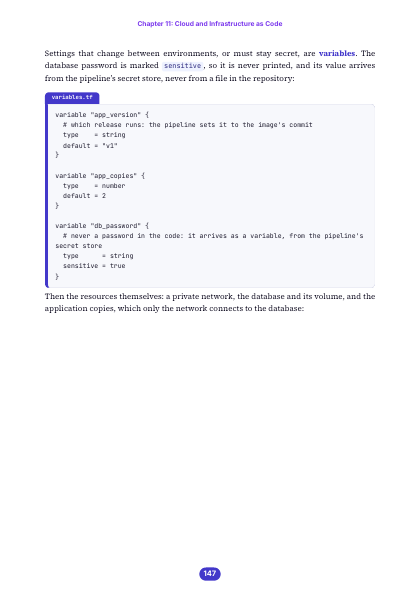 Chapter 11: Cloud and Infrastructure as Code
Settings that change between environments, or must stay secret, are variables. The
database password is marked sensitive, so it is never printed, and its value arrives
from the pipeline's secret store, never from a file in the repository:
variables.tf
variable "app_version" {
  # which release runs: the pipeline sets it to the image's commit
  type    = string
  default = "v1"
}
variable "app_copies" {
  type    = number
  default = 2
}
variable "db_password" {
  # never a password in the code: it arrives as a variable, from the pipeline's
secret store
  type      = string
  sensitive = true
}
Then the resources themselves: a private network, the database and its volume, and the
application copies, which only the network connects to the database:
147